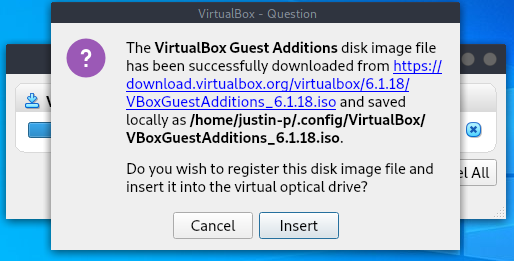 VirtualBox - Question
The VirtualBox Guest Additions disk image file
has been successfully downloaded from https://
download.virtualbox.org/virtualbox/6.1.18/
VBoxGuestAdditions_6.1.18.iso and saved
locally as /home/justin-p/.config/VirtualBox/
VBoxGuestAdditions_6.1.18.iso.
Do you wish to register this disk image file and
insert it into the virtual optical drive?
Cancel
Insert
All